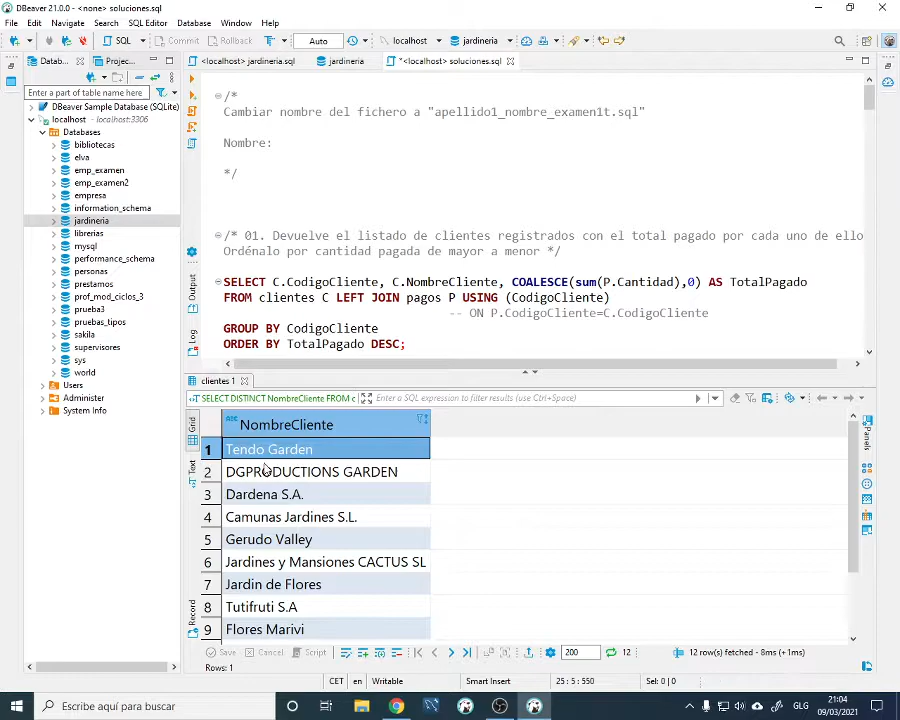 DBeaver 21.0.0 - <none> soluciones.sql
File Edit Navigate Search SQL Editor Database Window Help
SQL Commit Rollback T Auto localhost jardineria
Datab... Projec... <localhost> jardineria.sql jardineria *<localhost> soluciones.sql
Enter a part of table name here
DBeaver Sample Database (SQLite)
localhost - localhost:3306
Databases
bibliotecas
elva
emp_examen
emp_examen2
empresa
information_schema
jardineria
librerias
mysql
performance_schema
personas
prestamos
prof_mod_ciclos_3
prueba3
pruebas_tipos
sakila
supervisores
sys
world
Users
Administer
System Info
/*
Cambiar nombre del fichero a "apellido1_nombre_examen1t.sql"
Nombre:
*/
/* 01. Devuelve el listado de clientes registrados con el total pagado por cada uno de ello
Ordénalo por cantidad pagada de mayor a menor */
SELECT C.CodigoCliente, C.NombreCliente, COALESCE(sum(P.Cantidad),0) AS TotalPagado
FROM clientes C LEFT JOIN pagos P USING (CodigoCliente)
-- ON P.CodigoCliente=C.CodigoCliente
GROUP BY CodigoCliente
ORDER BY TotalPagado DESC;
Output
Log
clientes 1
SELECT DISTINCT NombreCliente FROM c Enter a SQL expression to filter results (use Ctrl+Space)
Grid
Text
Record
Panels
ABC NombreCliente
1 Tendo Garden
2 DGPRODUCTIONS GARDEN
3 Dardena S.A.
4 Camunas Jardines S.L.
5 Gerudo Valley
6 Jardines y Mansiones CACTUS SL
7 Jardin de Flores
8 Tutifruti S.A
9 Flores Marivi
Save Cancel Script 200 12 12 row(s) fetched - 8ms (+1ms)
Rows: 1
CET en Writable Smart Insert 25 : 5 : 550 Sel: 0 | 0
Escribe aquí para buscar
GLG
21:04
09/03/2021